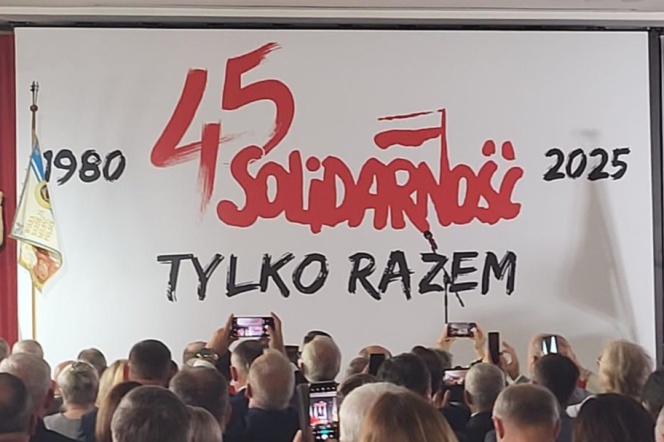 45
1980 SOLIDARNOŚĆ 2025
TYLKO RAZEM